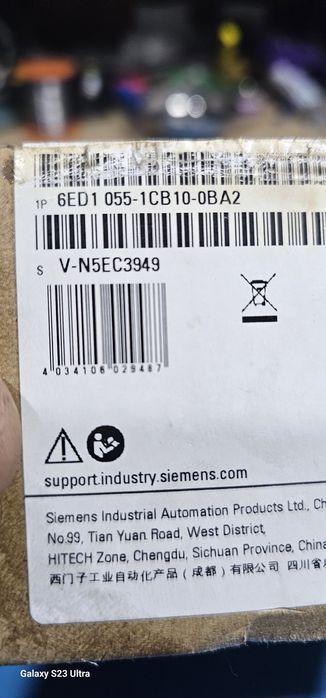 1P 6ED1 055-1CB10-0BA2
S V-N5EC3949
4 034106 029487
support.industry.siemens.com
Siemens Industrial Automation Products Ltd., Ch
No.99, Tian Yuan Road, West District,
HITECH Zone, Chengdu, Sichuan Province, China
西门子工业自动化产品（成都）有限公司 四川省
Galaxy S23 Ultra